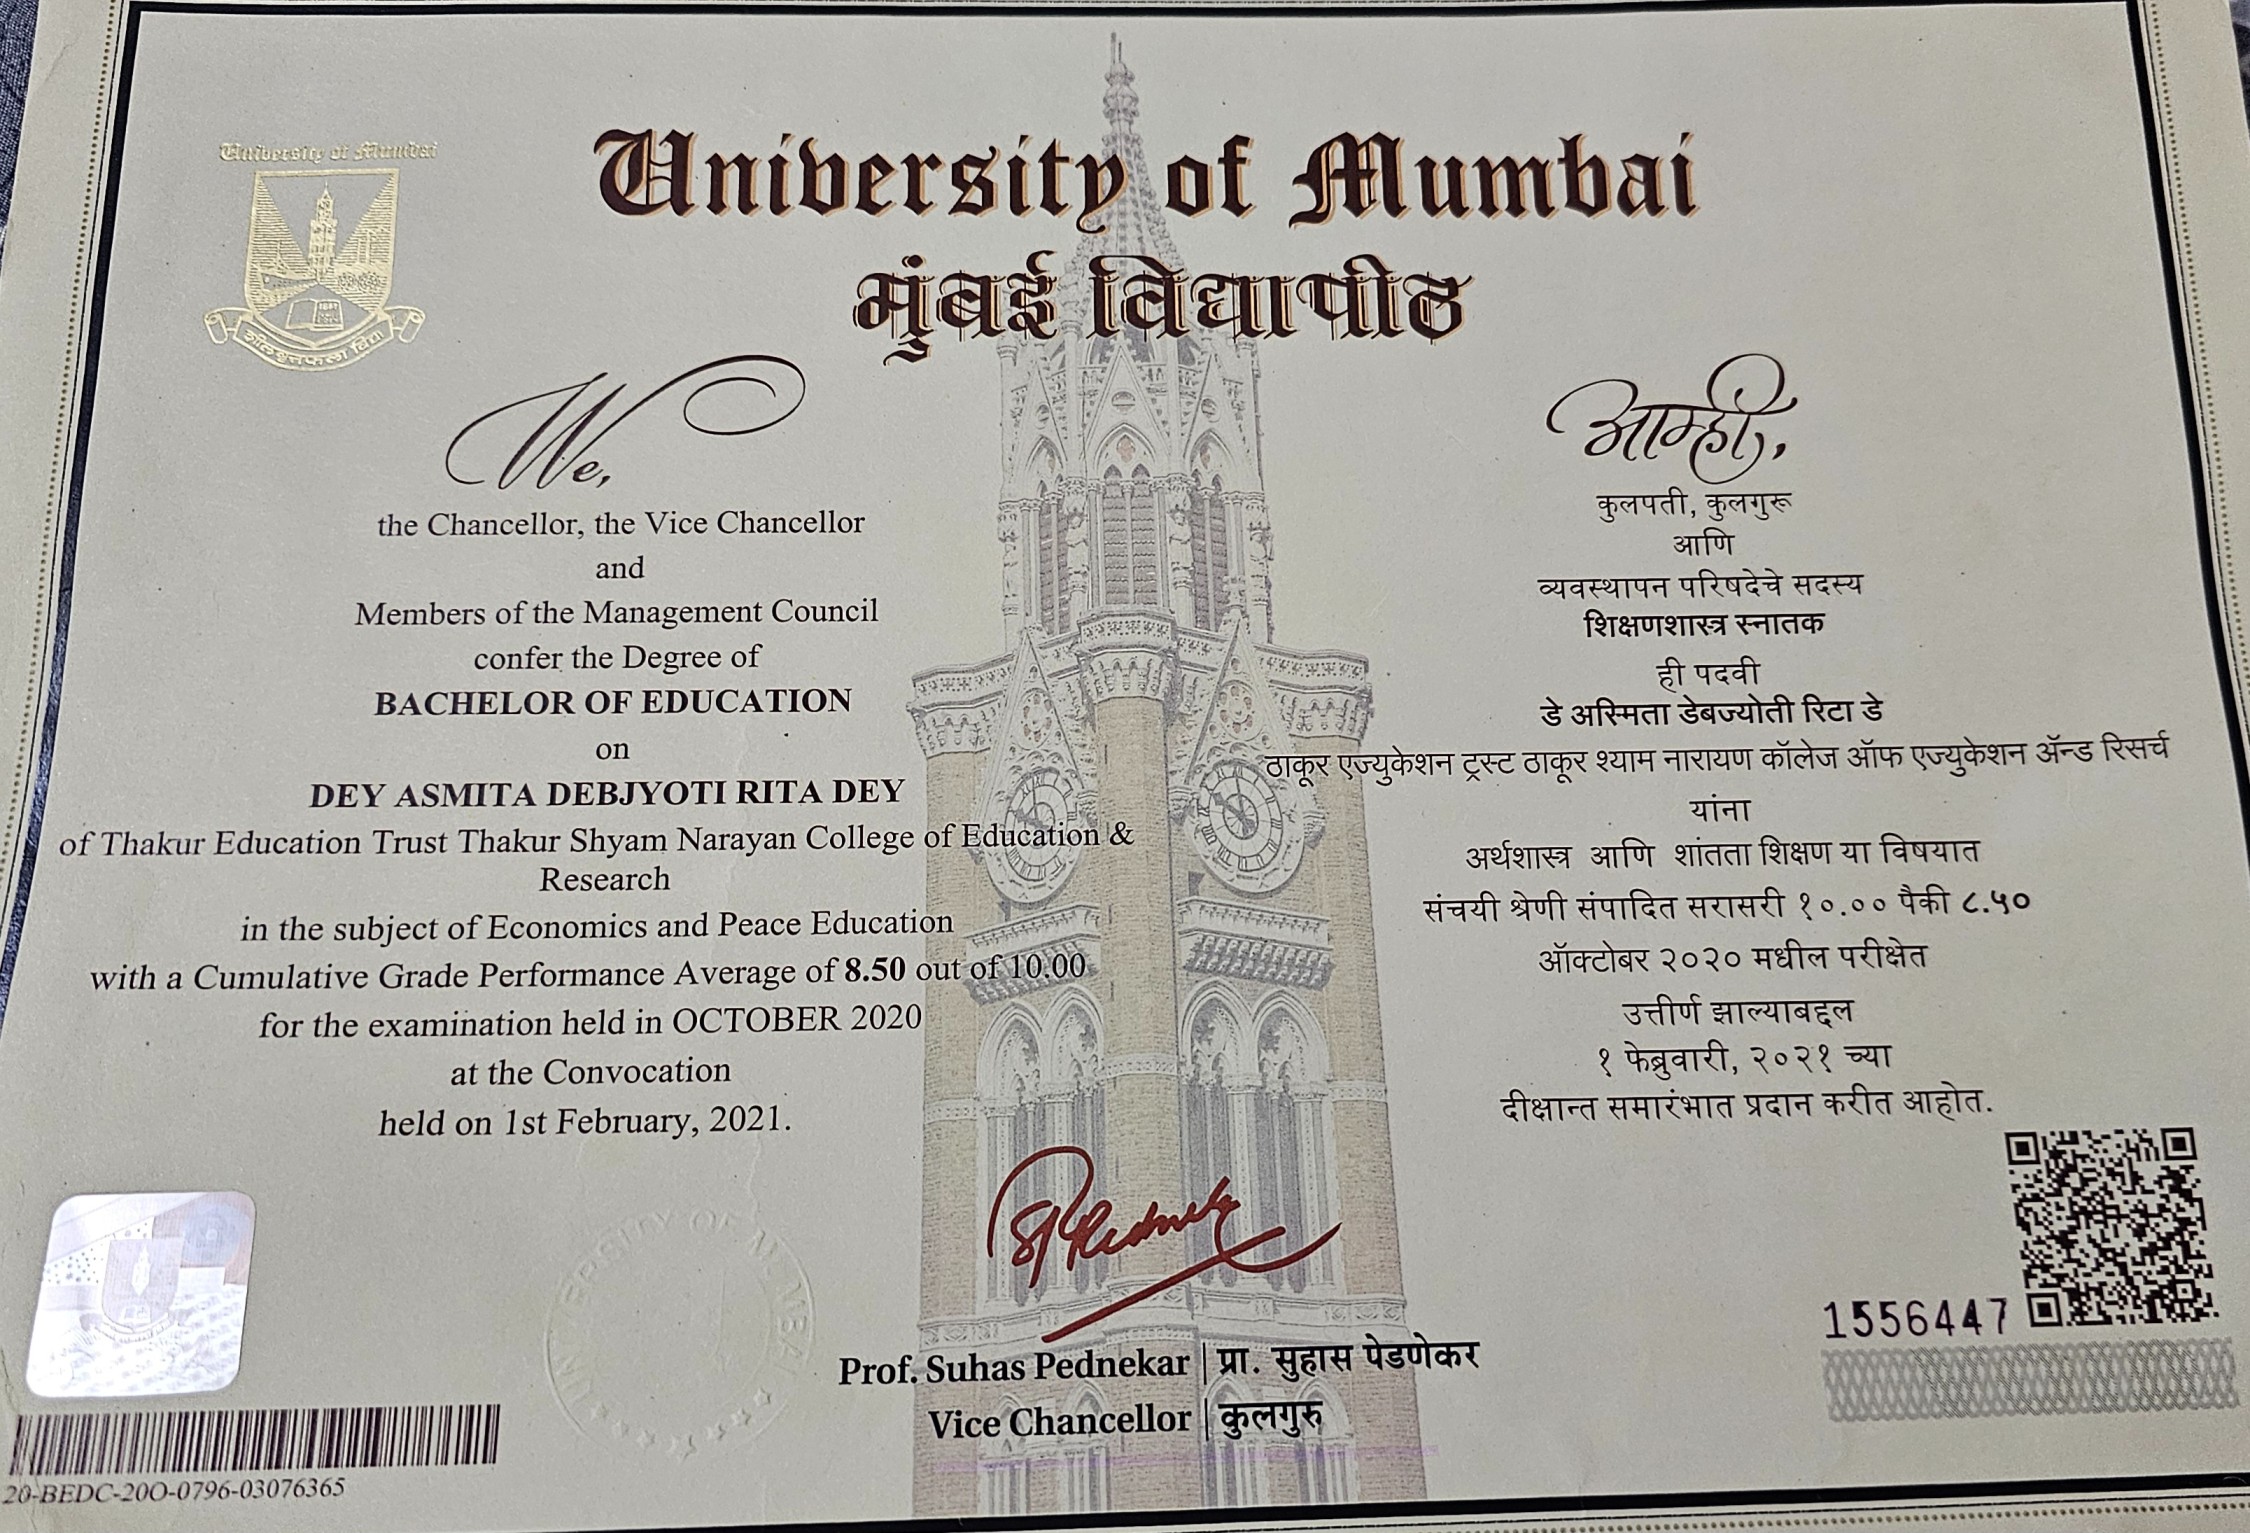 University of Mumbai
University of Mumbai
मुंबई विद्यापीठ
शीलवृत्तफला विद्या
We,
the Chancellor, the Vice Chancellor
and
Members of the Management Council
confer the Degree of
BACHELOR OF EDUCATION
on
DEY ASMITA DEBJYOTI RITA DEY
of Thakur Education Trust Thakur Shyam Narayan College of Education &
Research
in the subject of Economics and Peace Education
with a Cumulative Grade Performance Average of 8.50 out of 10.00
for the examination held in OCTOBER 2020
at the Convocation
held on 1st February, 2021.
आम्ही,
कुलपती, कुलगुरू
आणि
व्यवस्थापन परिषदेचे सदस्य
शिक्षणशास्त्र स्नातक
ही पदवी
डे अस्मिता डेबज्योती रिटा डे
ठाकूर एज्युकेशन ट्रस्ट ठाकूर श्याम नारायण कॉलेज ऑफ एज्युकेशन ॲन्ड रिसर्च
यांना
अर्थशास्त्र आणि शांतता शिक्षण या विषयात
संचयी श्रेणी संपादित सरासरी १०.०० पैकी ८.५०
ऑक्टोबर २०२० मधील परीक्षेत
उत्तीर्ण झाल्याबद्दल
१ फेब्रुवारी, २०२१ च्या
दीक्षान्त समारंभात प्रदान करीत आहोत.
UNIVERSITY OF MUMBAI
SPednekar
1556447
Prof. Suhas Pednekar | प्रा. सुहास पेडणेकर
Vice Chancellor | कुलगुरु
20-BEDC-20O-0796-03076365